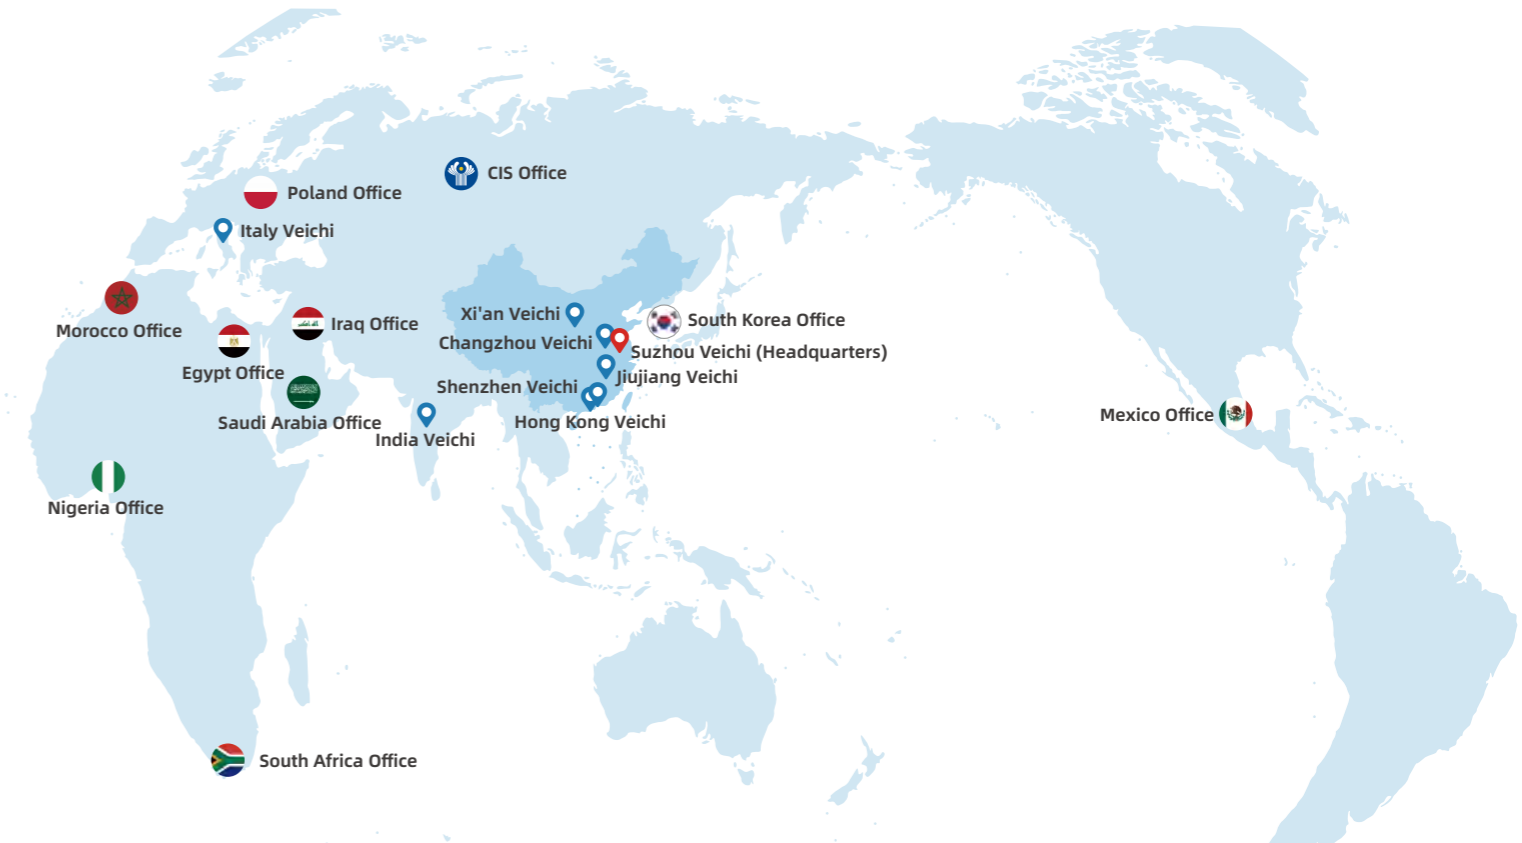 CIS Office
Poland Office
Italy Veichi
Morocco Office
Iraq Office
Egypt Office
Saudi Arabia Office
India Veichi
Nigeria Office
South Africa Office
Xi'an Veichi
South Korea Office
Changzhou Veichi
Suzhou Veichi (Headquarters)
Jiujiang Veichi
Shenzhen Veichi
Hong Kong Veichi
Mexico Office